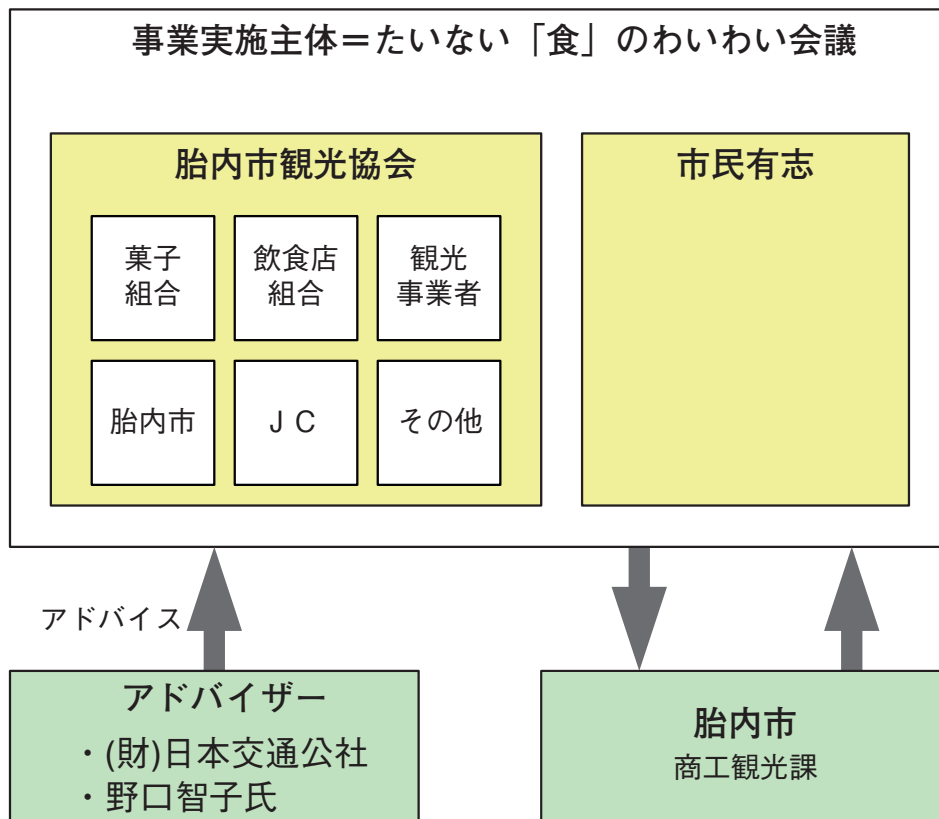 事業実施主体＝たいない「食」のわいわい会議
胎内市観光協会
市民有志
菓子
組合
飲食店
組合
観光
事業者
胎内市
ＪＣ
その他
アドバイス
アドバイザー
・(財)日本交通公社
・野口智子氏
胎内市
商工観光課